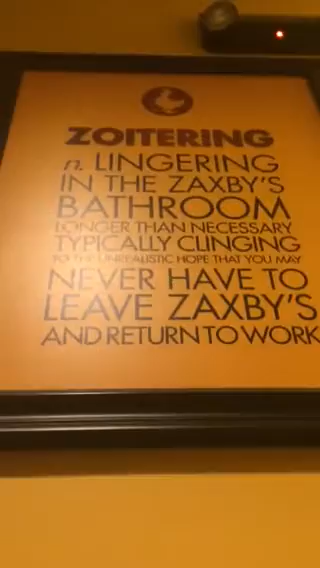 ZOITERING
n. LINGERING
IN THE ZAXBY'S
BATHROOM
LONGER THAN NECESSARY
TYPICALLY CLINGING
TO THE UNREALISTIC HOPE THAT YOU MAY
NEVER HAVE TO
LEAVE ZAXBY'S
AND RETURN TO WORK